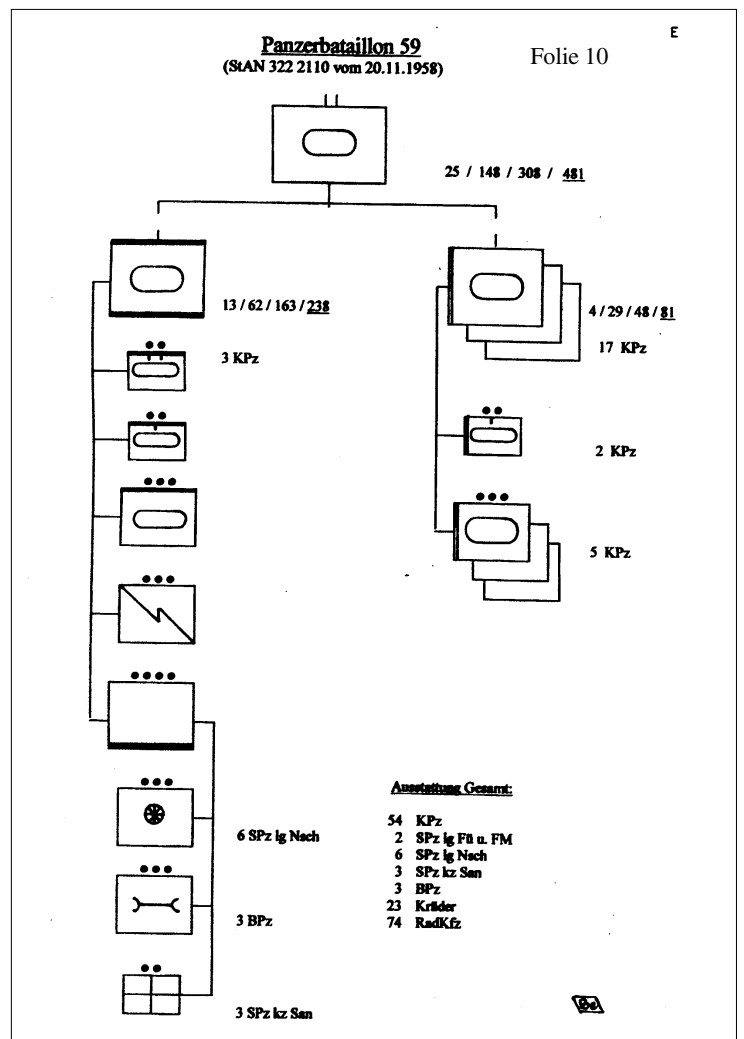 E
Panzerbataillon 59
Folie 10
(StAN 322 2110 vom 20.11.1958)
25 / 148 / 308 / 481
13 / 62 / 163 / 238
4 / 29 / 48 / 81
17 KPz
3 KPz
2 KPz
5 KPz
6 SPz lg Nsch
3 BPz
3 SPz kz San
Ausstattung Gesamt:
54 KPz
2 SPz lg Fü u. FM
6 SPz lg Nsch
3 SPz kz San
3 BPz
23 Kräder
74 RadKfz